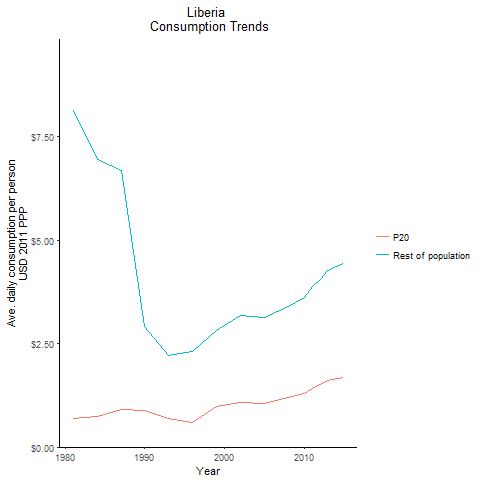 Liberia
Consumption Trends
Ave. daily consumption per person
USD 2011 PPP
$7.50
$5.00
$2.50
$0.00
1980 1990 2000 2010
Year
P20
Rest of population